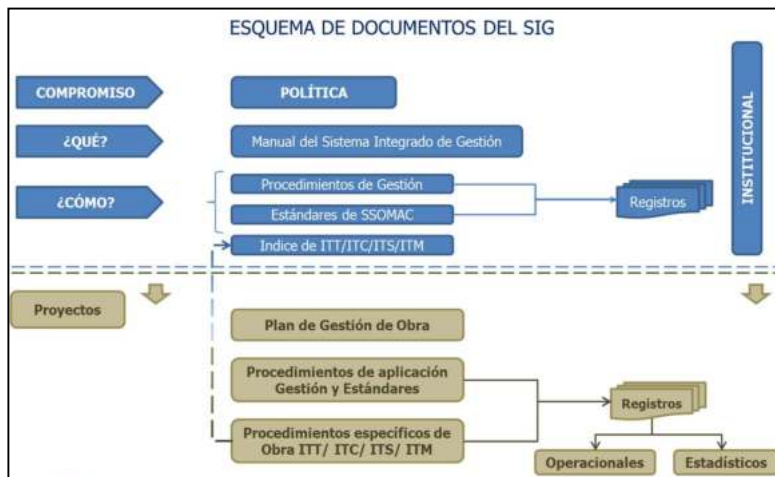 ESQUEMA DE DOCUMENTOS DEL SIG
COMPROMISO
POLÍTICA
¿QUÉ?
Manual del Sistema Integrado de Gestión
¿CÓMO?
Procedimientos de Gestión
Estándares de SSOMAC
Indice de ITT/ITC/ITS/ITM
Registros
INSTITUCIONAL
Proyectos
Plan de Gestión de Obra
Procedimientos de aplicación
Gestión y Estándares
Procedimientos específicos de
Obra ITT/ ITC/ ITS/ ITM
Registros
Operacionales
Estadísticos